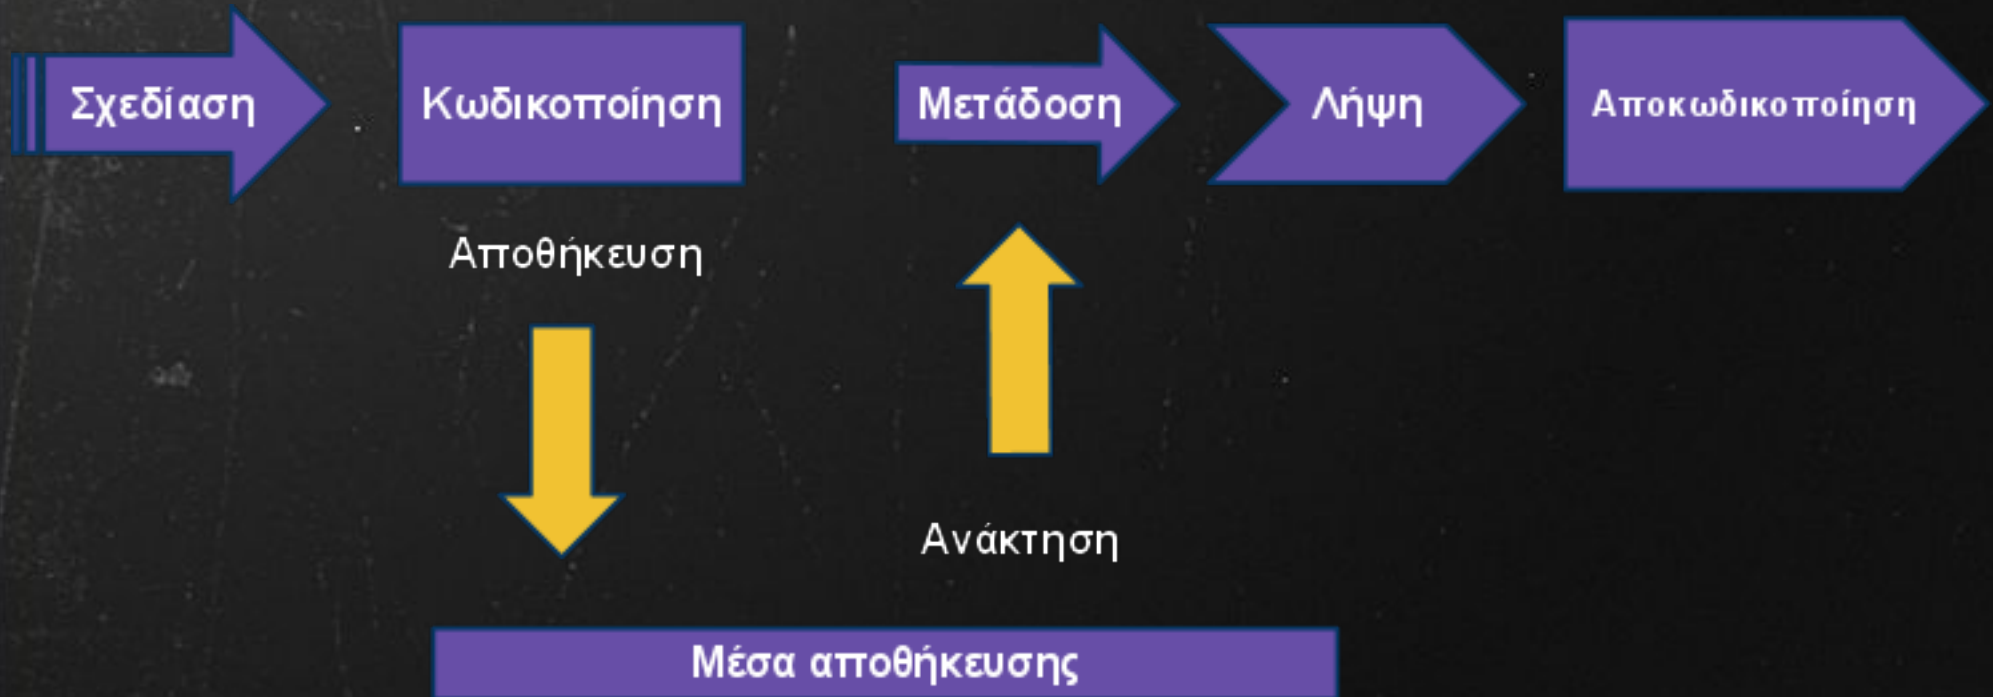 Σχεδίαση
Κωδικοποίηση
Μετάδοση
Λήψη
Αποκωδικοποίηση
Αποθήκευση
Ανάκτηση
Μέσα αποθήκευσης